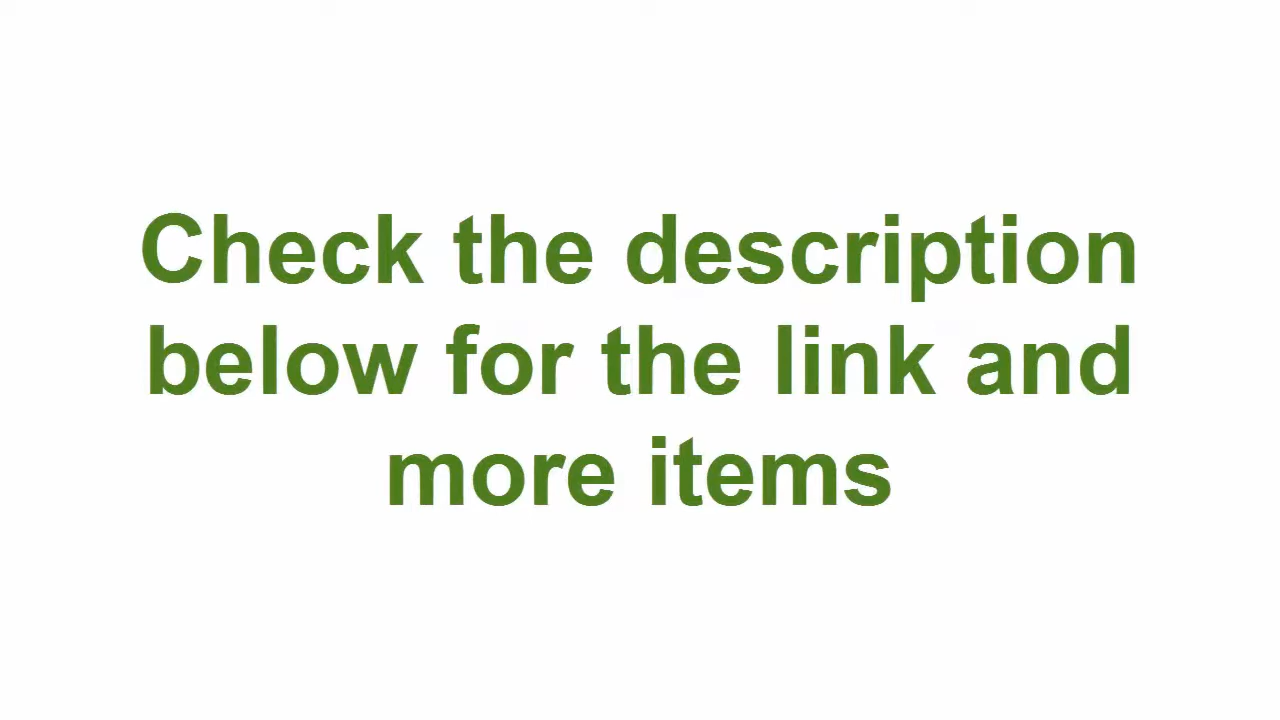 Check the description
below for the link and
more items